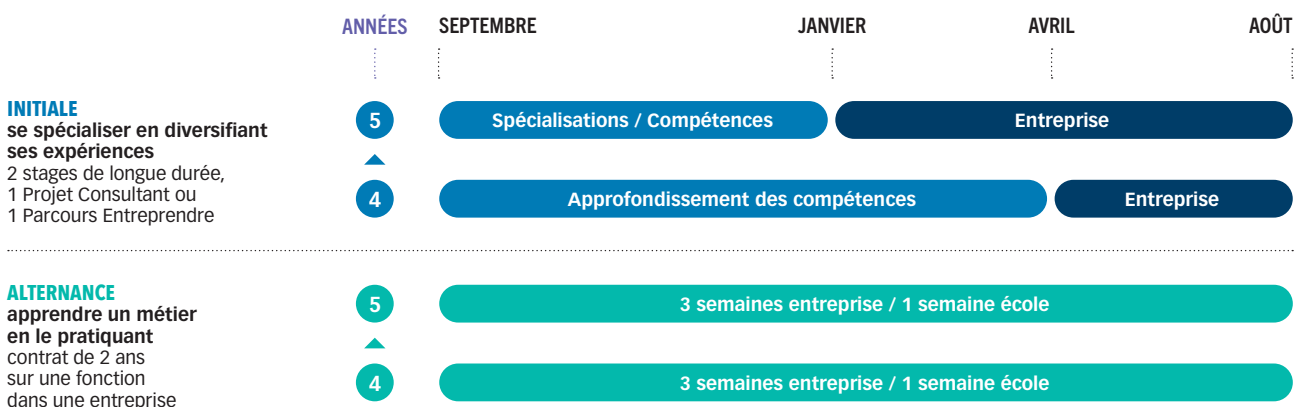 ANNÉES SEPTEMBRE JANVIER AVRIL AOÛT
INITIALE
se spécialiser en diversifiant
ses expériences
2 stages de longue durée,
1 Projet Consultant ou
1 Parcours Entreprendre
5 Spécialisations / Compétences Entreprise
4 Approfondissement des compétences Entreprise
ALTERNANCE
apprendre un métier
en le pratiquant
contrat de 2 ans
sur une fonction
dans une entreprise
5 3 semaines entreprise / 1 semaine école
4 3 semaines entreprise / 1 semaine école